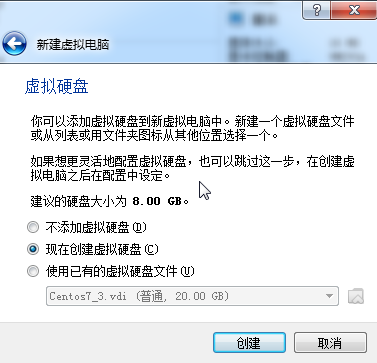 新建虚拟电脑
虚拟硬盘
你可以添加虚拟硬盘到新虚拟电脑中。新建一个虚拟硬盘文件
或从列表或用文件夹图标从其他位置选择一个。
如果想更灵活地配置虚拟硬盘，也可以跳过这一步，在创建虚
拟电脑之后在配置中设定。
建议的硬盘大小为 8.00 GB。
不添加虚拟硬盘(D)
现在创建虚拟硬盘(C)
使用已有的虚拟硬盘文件(U)
Centos7_3.vdi (普通, 20.00 GB)
创建
取消